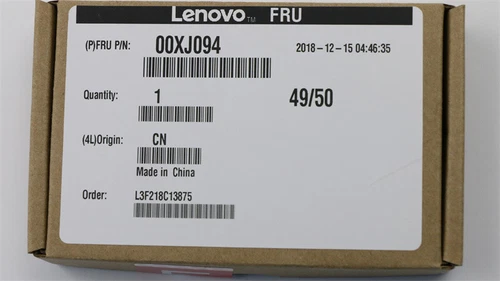 Lenovo™ FRU
(P)FRU P/N: 00XJ094 2018-12-15 04:46:35
Quantity: 1 49/50
(4L)Origin: CN
Made in China
Order: L3F218C13875